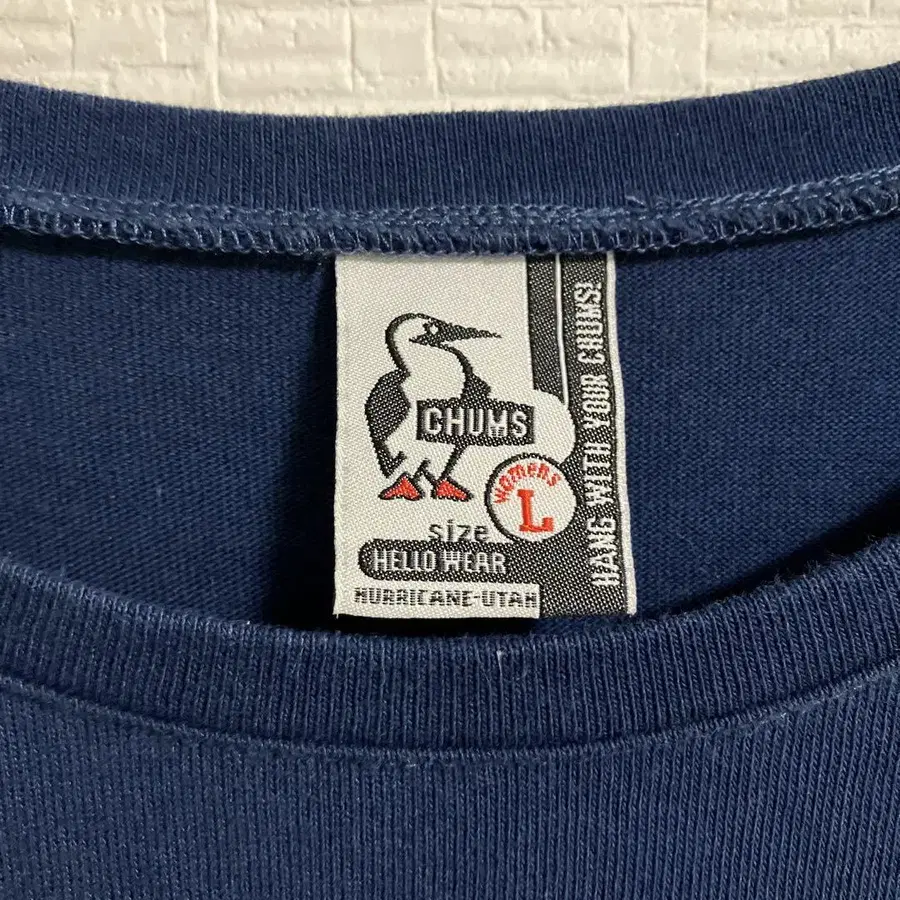 CHUMS
womens
L
size
HELLO WEAR
HURRICANE-UTAH
HANG WITH YOUR CHUMS!